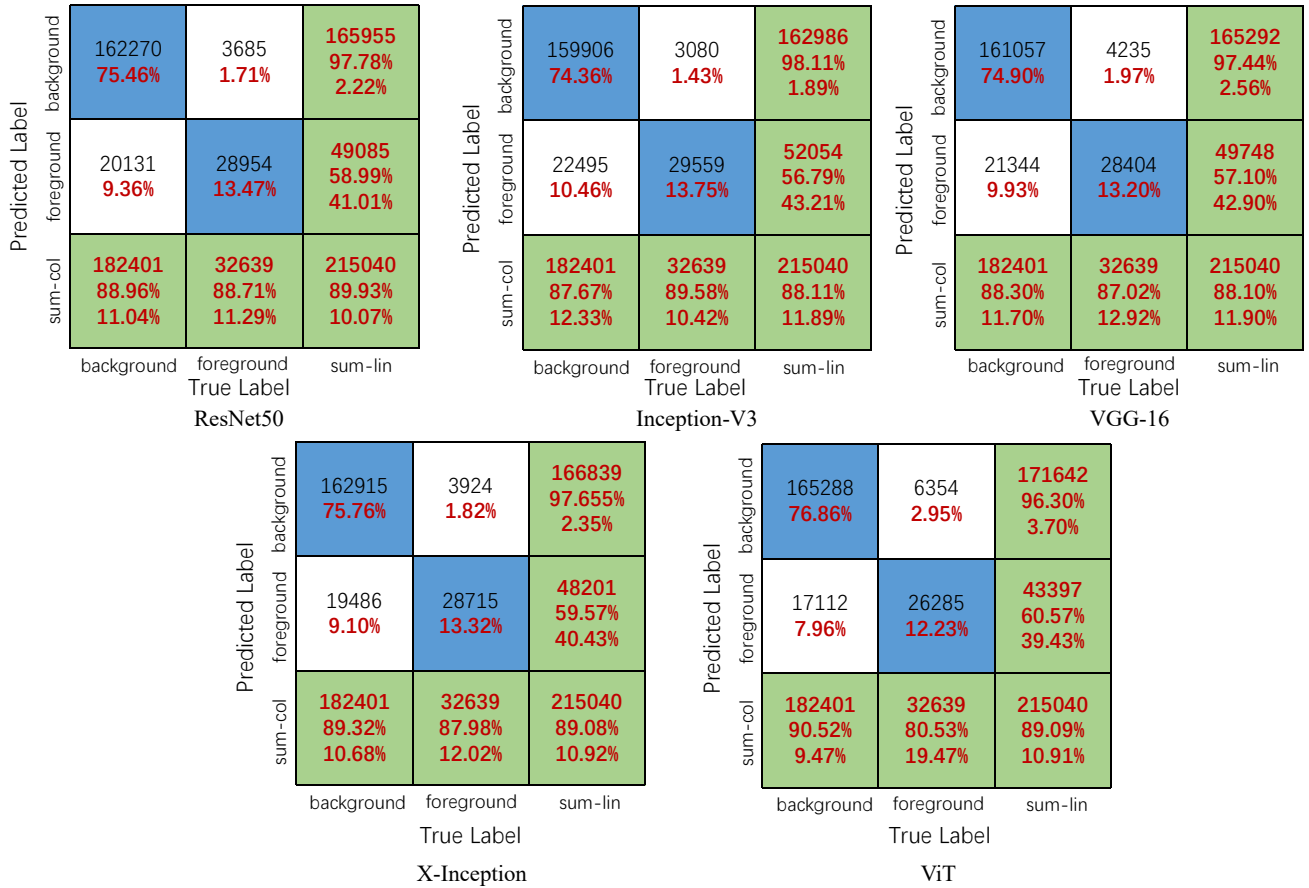 Predicted Label
background
162270
75.46%
3685
1.71%
165955
97.78%
2.22%
foreground
20131
9.36%
28954
13.47%
49085
58.99%
41.01%
sum-col
182401
88.96%
11.04%
32639
88.71%
11.29%
215040
89.93%
10.07%
background
foreground
sum-lin
True Label
ResNet50
Predicted Label
background
159906
74.36%
3080
1.43%
162986
98.11%
1.89%
foreground
22495
10.46%
29559
13.75%
52054
56.79%
43.21%
sum-col
182401
87.67%
12.33%
32639
89.58%
10.42%
215040
88.11%
11.89%
background
foreground
sum-lin
True Label
Inception-V3
Predicted Label
background
161057
74.90%
4235
1.97%
165292
97.44%
2.56%
foreground
21344
9.93%
28404
13.20%
49748
57.10%
42.90%
sum-col
182401
88.30%
11.70%
32639
87.02%
12.92%
215040
88.10%
11.90%
background
foreground
sum-lin
True Label
VGG-16
Predicted Label
background
162915
75.76%
3924
1.82%
166839
97.655%
2.35%
foreground
19486
9.10%
28715
13.32%
48201
59.57%
40.43%
sum-col
182401
89.32%
10.68%
32639
87.98%
12.02%
215040
89.08%
10.92%
background
foreground
sum-lin
True Label
X-Inception
Predicted Label
background
165288
76.86%
6354
2.95%
171642
96.30%
3.70%
foreground
17112
7.96%
26285
12.23%
43397
60.57%
39.43%
sum-col
182401
90.52%
9.47%
32639
80.53%
19.47%
215040
89.09%
10.91%
background
foreground
sum-lin
True Label
ViT